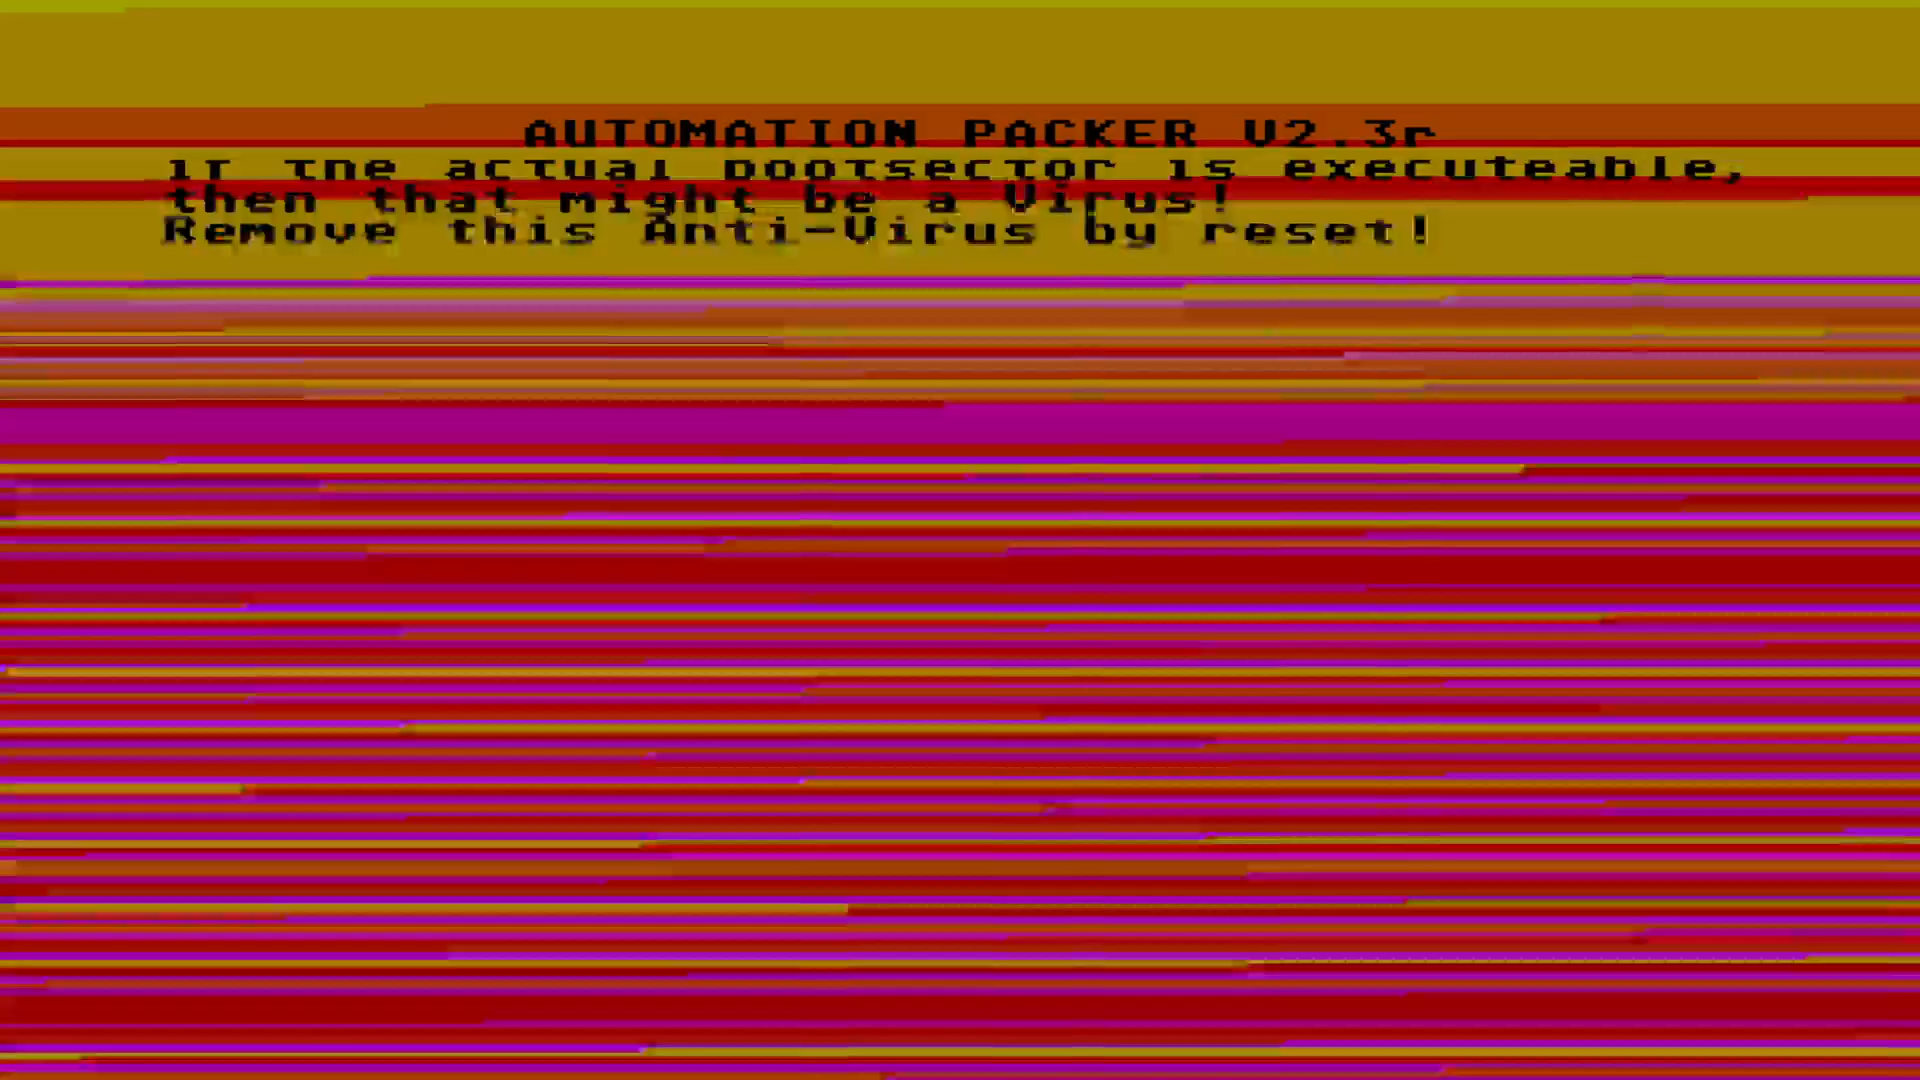 AUTOMATION PACKER V2.3r
If the actual bootsector is executeable,
then that might be a Virus!
Remove this Anti-Virus by reset!